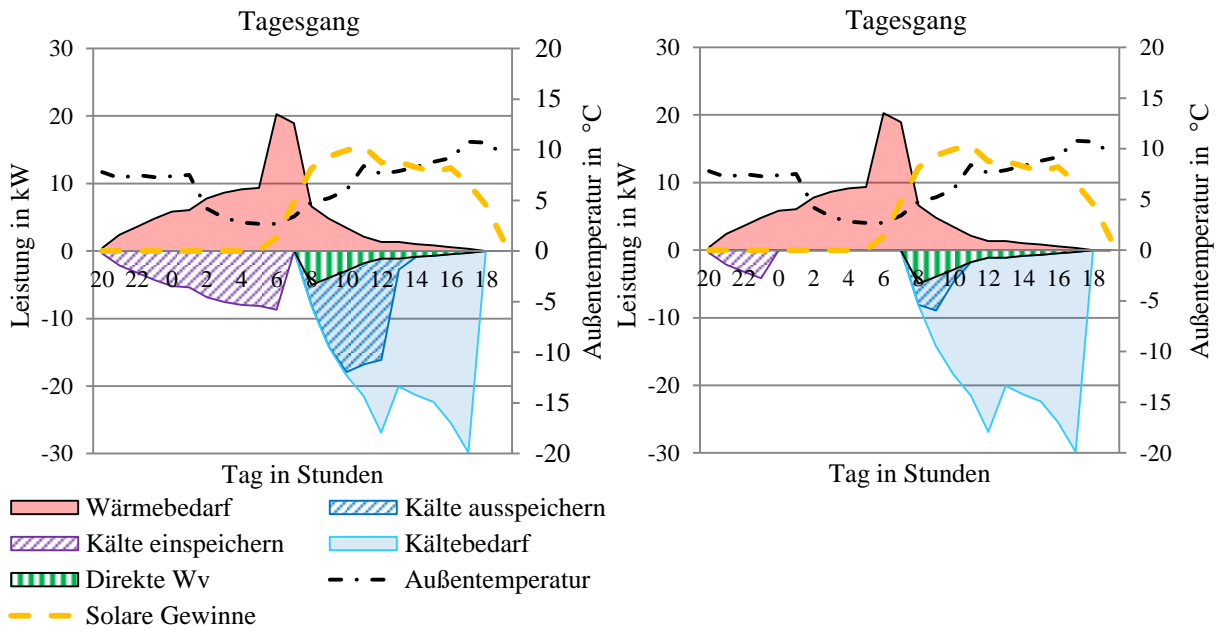 Tagesgang
30
20
10
0
-10
-20
-30
20
15
10
5
0
-5
-10
-15
-20
20 22 0 2 4 6 8 10 12 14 16 18
Leistung in kW
Außentemperatur in °C
Tag in Stunden
Tagesgang
30
20
10
0
-10
-20
-30
20
15
10
5
0
-5
-10
-15
-20
20 22 0 2 4 6 8 10 12 14 16 18
Leistung in kW
Außentemperatur in °C
Tag in Stunden
Wärmebedarf
Kälte ausspeichern
Kälte einspeichern
Kältebedarf
Direkte Wv
Außentemperatur
Solare Gewinne